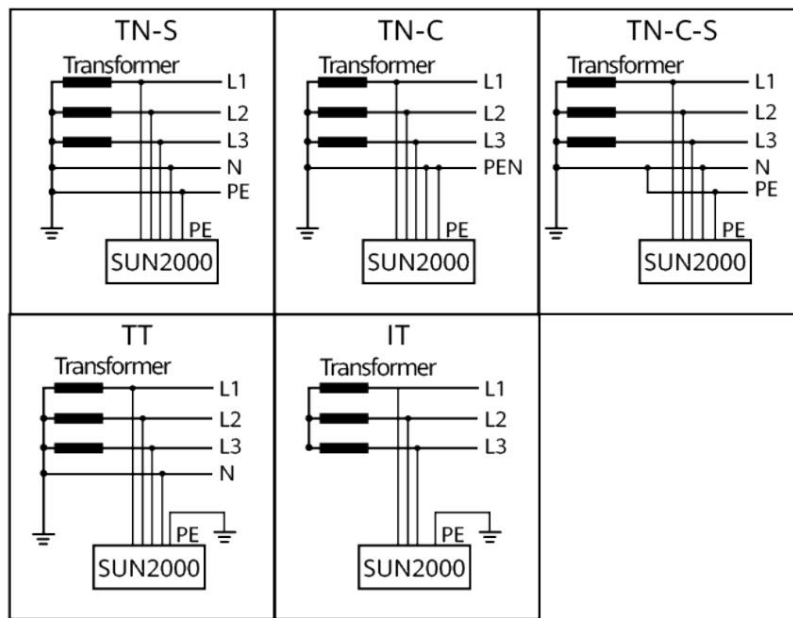 TN-S
Transformer
L1
L2
L3
N
PE
PE
SUN2000
TN-C
Transformer
L1
L2
L3
PEN
PE
SUN2000
TN-C-S
Transformer
L1
L2
L3
N
PE
PE
SUN2000
TT
Transformer
L1
L2
L3
N
PE
SUN2000
IT
Transformer
L1
L2
L3
PE
SUN2000